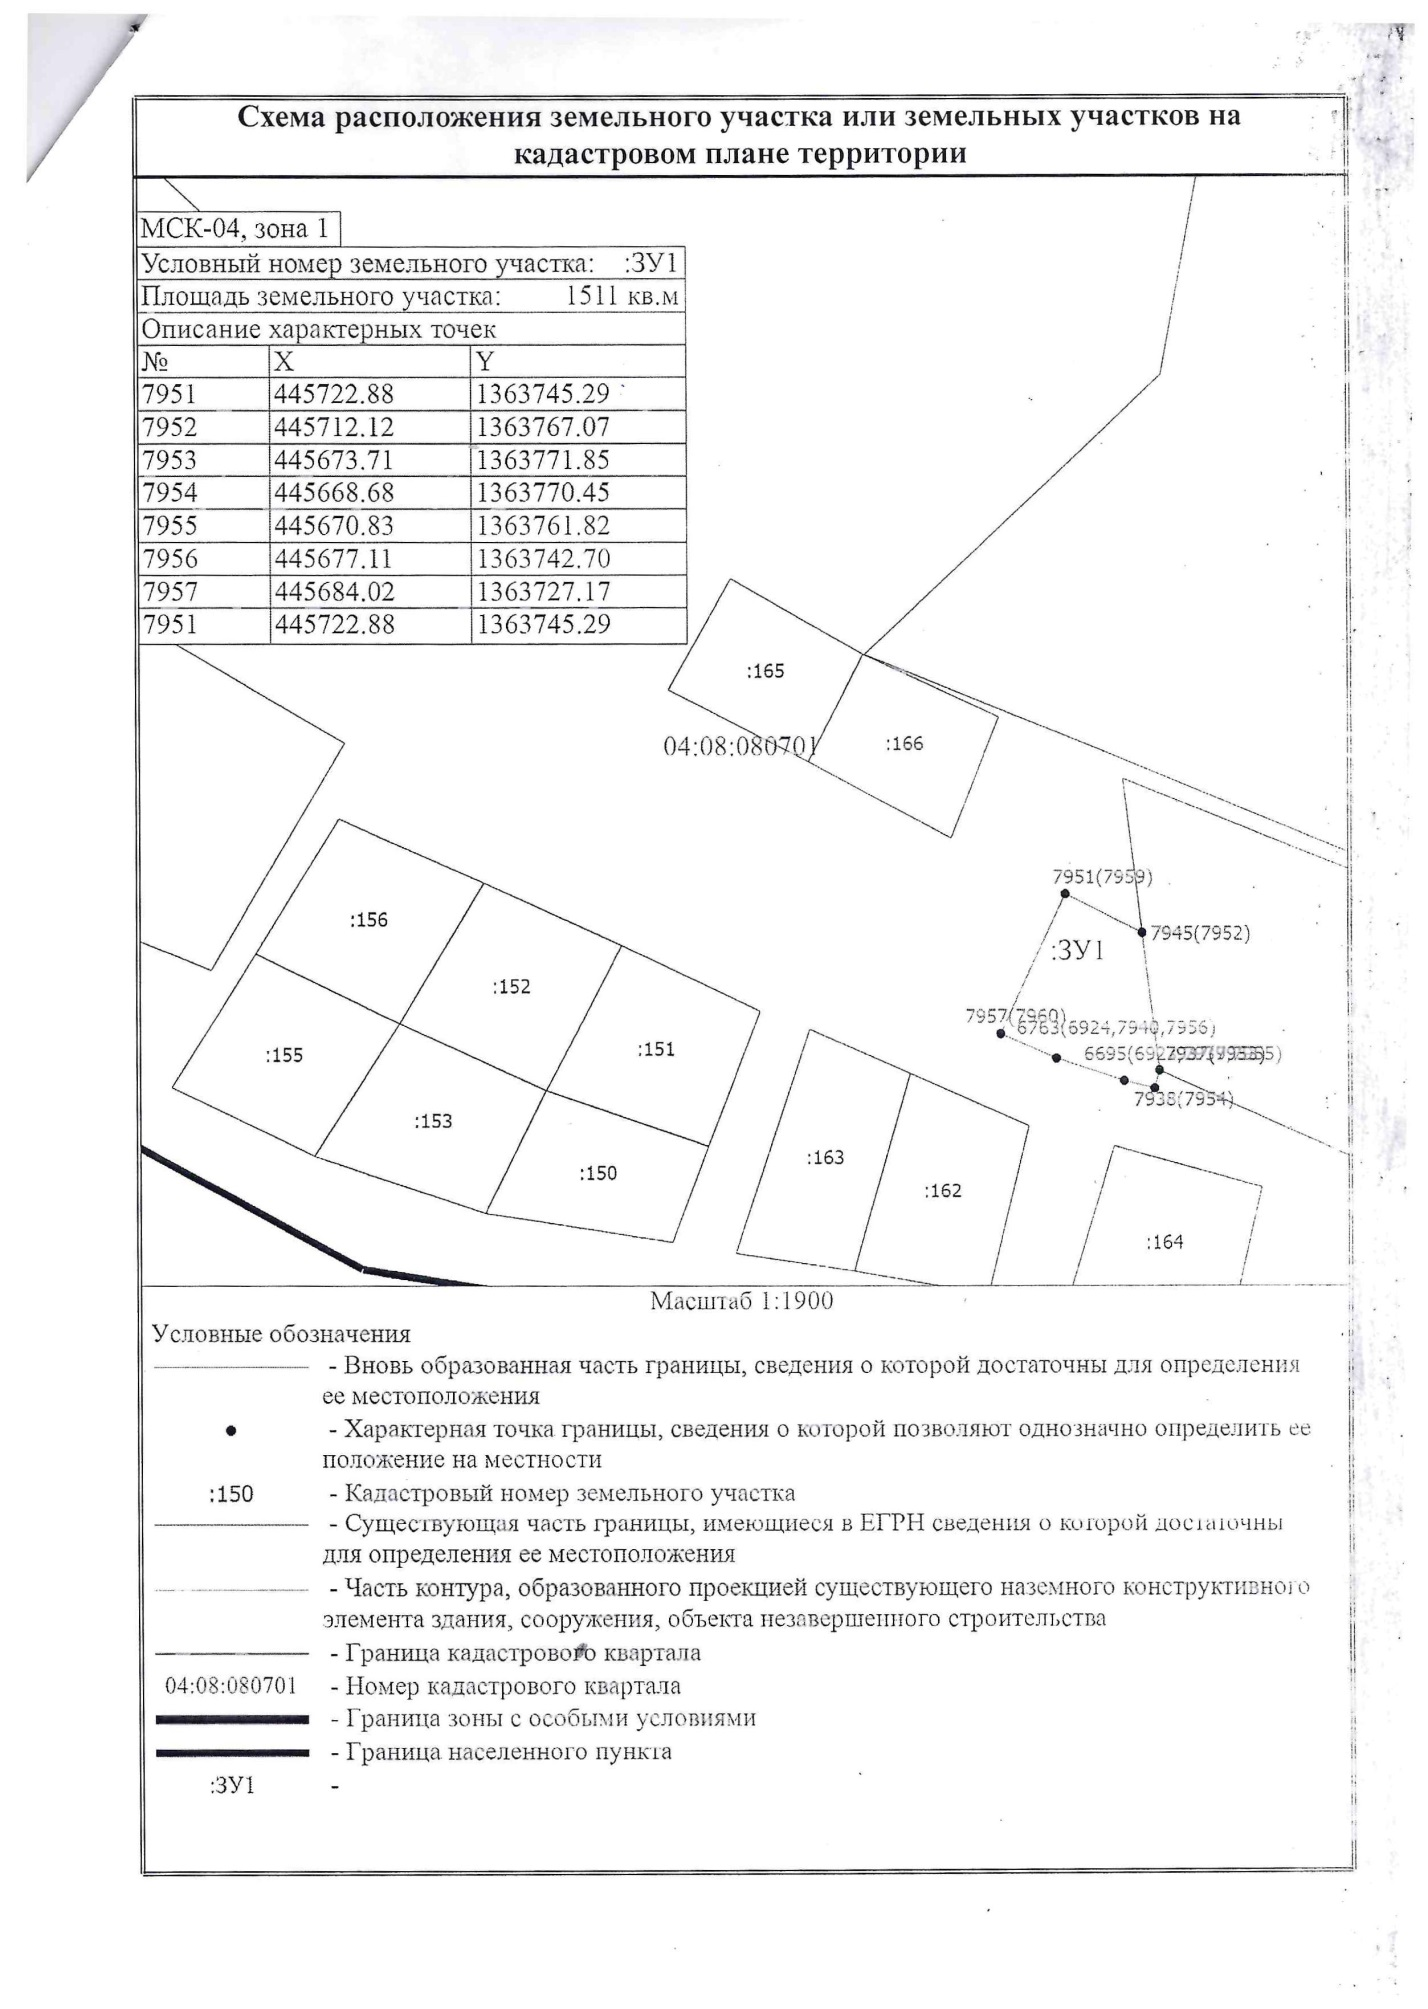 Схема расположения земельного участка или земельных участков на
кадастровом плане территории
МСК-04, зона 1
Условный номер земельного участка: :ЗУ1
Площадь земельного участка: 1511 кв.м
Описание характерных точек
№ X Y
7951 445722.88 1363745.29
7952 445712.12 1363767.07
7953 445673.71 1363771.85
7954 445668.68 1363770.45
7955 445670.83 1363761.82
7956 445677.11 1363742.70
7957 445684.02 1363727.17
7951 445722.88 1363745.29
:165
04:08:080701
:166
7951(7959)
:156
7945(7952)
:ЗУ1
:152
7957(7960)
6763(6924,7940,7956)
:155
:151
7938(7954)
:153
:163
:150
:162
:164
Масштаб 1:1900
Условные обозначения
- Вновь образованная часть границы, сведения о которой достаточны для определения
ее местоположения
- Характерная точка границы, сведения о которой позволяют однозначно определить ее
положение на местности
:150 - Кадастровый номер земельного участка
- Существующая часть границы, имеющиеся в ЕГРН сведения о которой достаточны
для определения ее местоположения
- Часть контура, образованного проекцией существующего наземного конструктивного
элемента здания, сооружения, объекта незавершенного строительства
- Граница кадастрового квартала
04:08:080701 - Номер кадастрового квартала
- Граница зоны с особыми условиями
- Граница населенного пункта
:ЗУ1 -